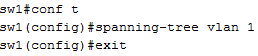 sw1#conf t
sw1(config)#spanning-tree vlan 1
sw1(config)#exit